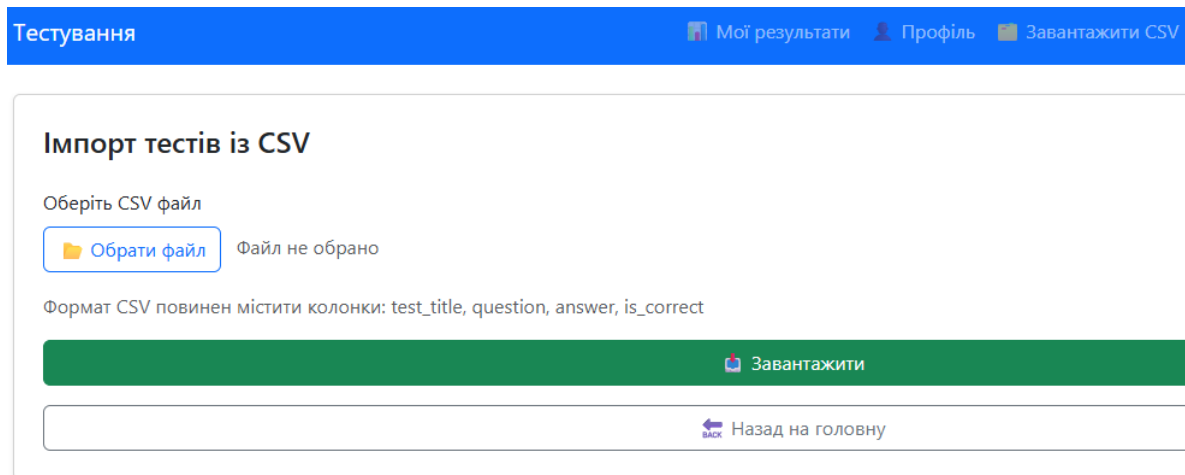 Тестування Мої результати Профіль Завантажити CSV
Імпорт тестів із CSV
Оберіть CSV файл
Обрати файл Файл не обрано
Формат CSV повинен містити колонки: test_title, question, answer, is_correct
Завантажити
BACK Назад на головну